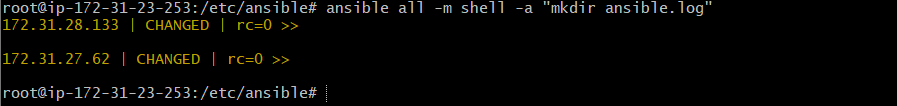 root@ip-172-31-23-253:/etc/ansible# ansible all -m shell -a "mkdir ansible.log"
172.31.28.133 | CHANGED | rc=0 >>
172.31.27.62 | CHANGED | rc=0 >>
root@ip-172-31-23-253:/etc/ansible#